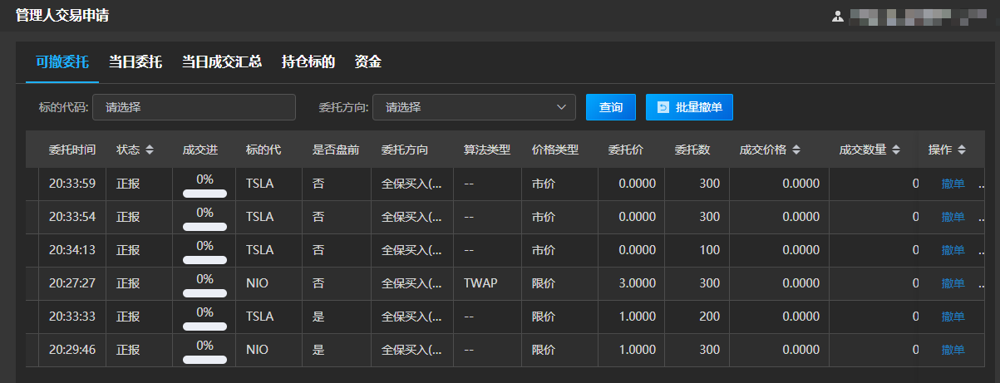 管理人交易申请
可撤委托 当日委托 当日成交汇总 持仓标的 资金
标的代码: 请选择 委托方向: 请选择 查询 批量撤单
委托时间 状态 成交进 标的代 是否盘前 委托方向 算法类型 价格类型 委托价 委托数 成交价格 成交数量 操作
20:33:59 正报 0% TSLA 否 全保买入(... -- 市价 0.0000 300 0.0000 0 撤单 ..
20:33:54 正报 0% TSLA 否 全保买入(... -- 市价 0.0000 300 0.0000 0 撤单 ..
20:34:13 正报 0% TSLA 否 全保买入(... -- 市价 0.0000 100 0.0000 0 撤单 ..
20:27:27 正报 0% NIO 否 全保买入(... TWAP 限价 3.0000 300 0.0000 0 撤单 ..
20:33:33 正报 0% TSLA 是 全保买入(... -- 限价 1.0000 200 0.0000 0 撤单
20:29:46 正报 0% NIO 是 全保买入(... -- 限价 1.0000 300 0.0000 0 撤单